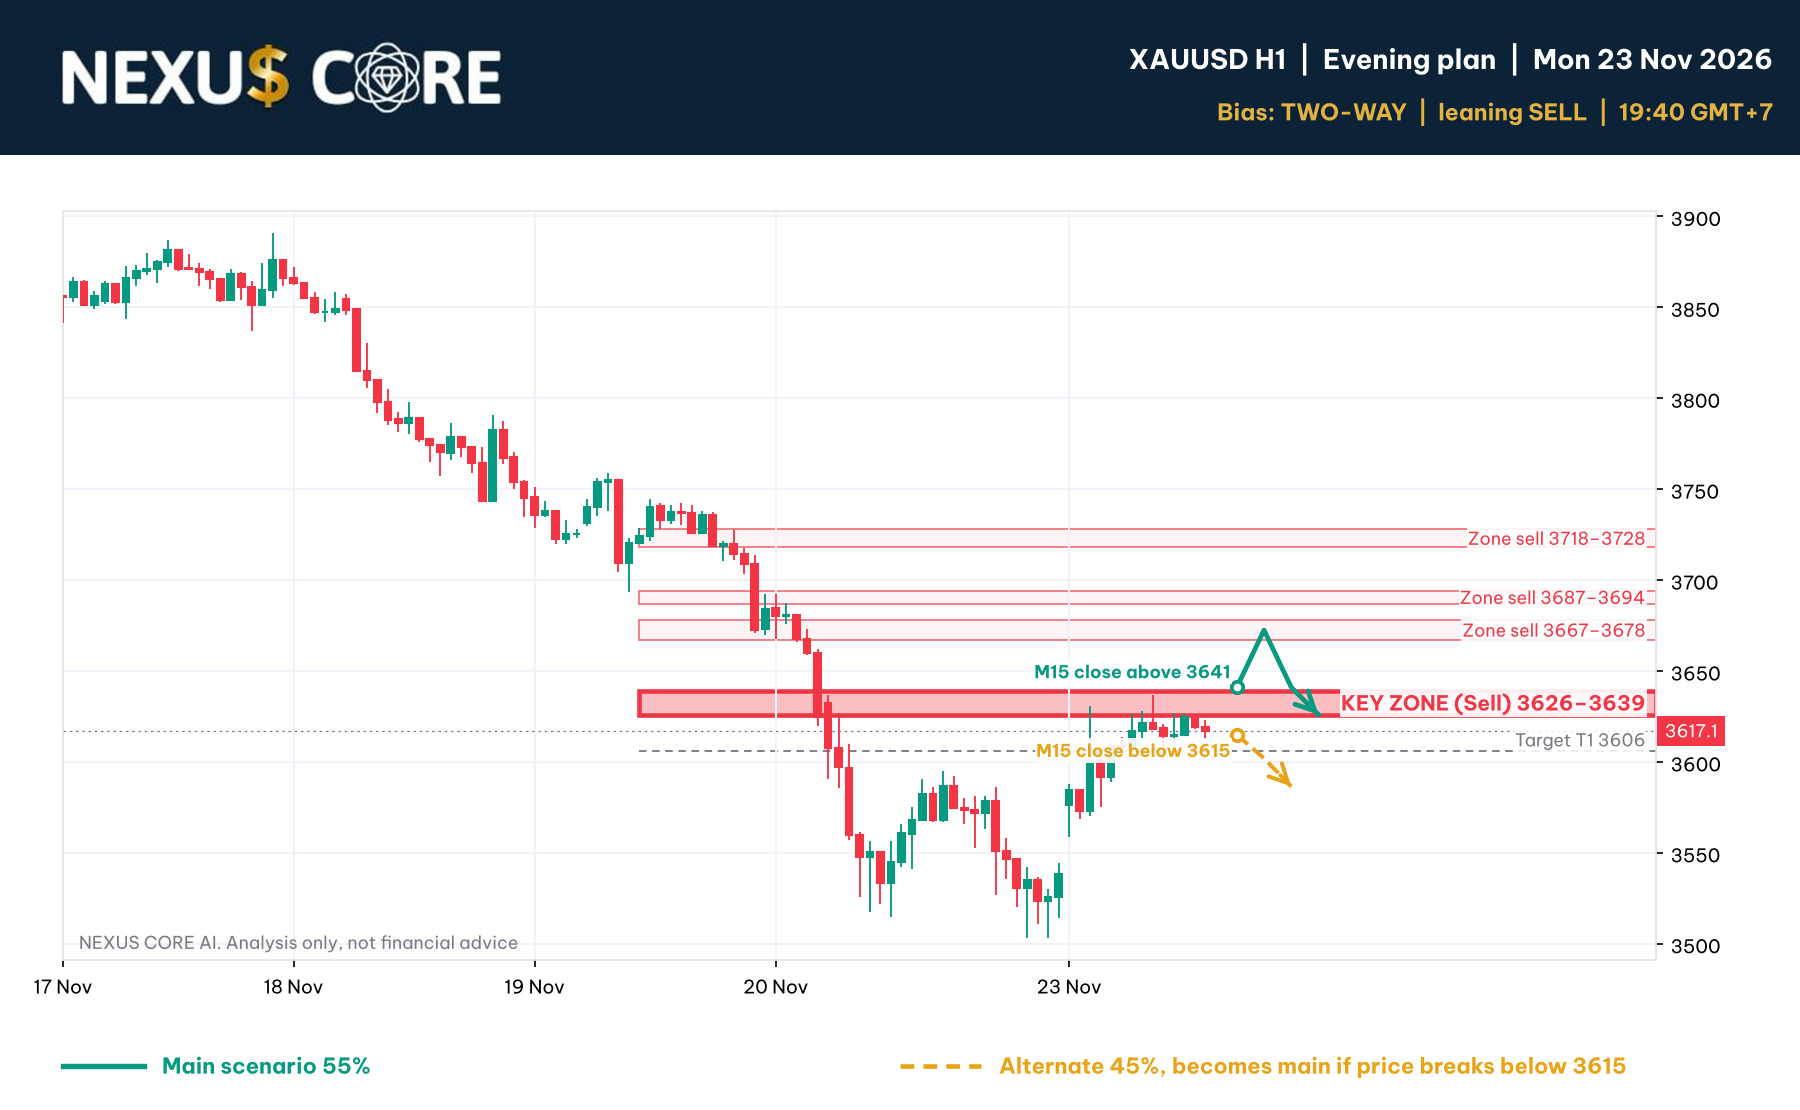 NEXU$ CORE
XAUUSD H1 | Evening plan | Mon 23 Nov 2026
Bias: TWO-WAY | leaning SELL | 19:40 GMT+7
3900
3850
3800
3750
Zone sell 3718–3728
3700
Zone sell 3687–3694
Zone sell 3667–3678
M15 close above 3641
3650
KEY ZONE (Sell) 3626–3639
3617.1
Target T1 3606
M15 close below 3615
3600
3550
NEXUS CORE AI. Analysis only, not financial advice
3500
17 Nov
18 Nov
19 Nov
20 Nov
23 Nov
Main scenario 55%
Alternate 45%, becomes main if price breaks below 3615